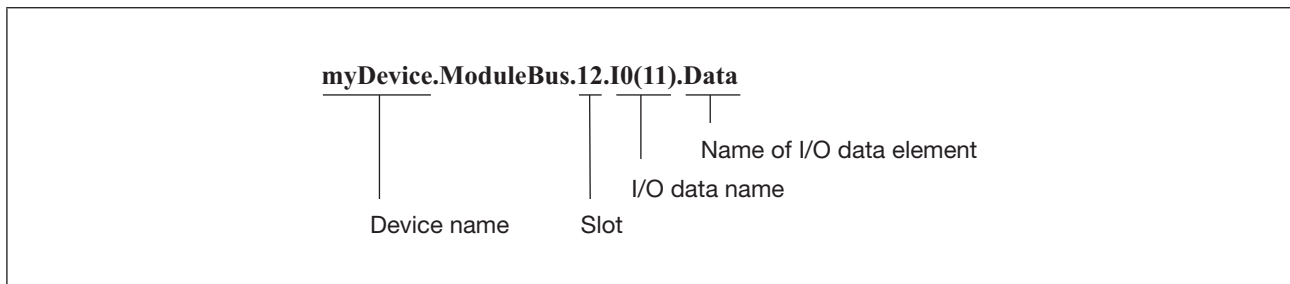 myDevice.ModuleBus.12.I0(11).Data
Name of I/O data element
I/O data name
Device name Slot